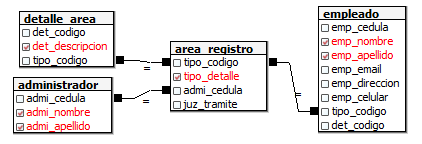 detalle_area
det_codigo
det_descripcion
tipo_codigo
administrador
admi_cedula
admi_nombre
admi_apellido
area_registro
tipo_codigo
tipo_detalle
admi_cedula
juz_tramite
empleado
emp_cedula
emp_nombre
emp_apellido
emp_email
emp_direccion
emp_celular
tipo_codigo
det_codigo
=
=
=